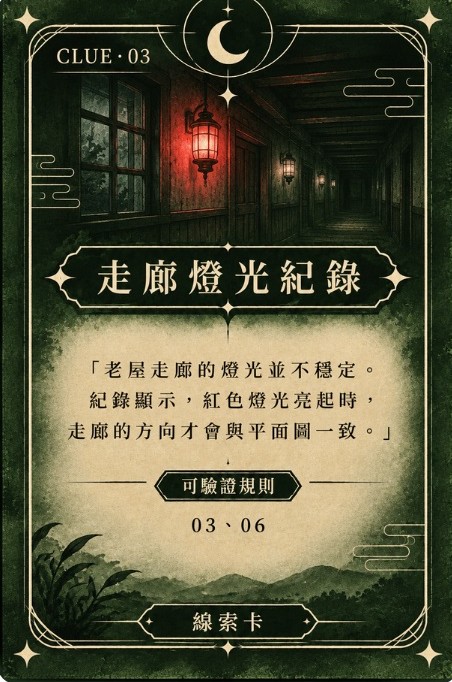 CLUE·03
走廊燈光紀錄
「老屋走廊的燈光並不穩定。
紀錄顯示，紅色燈光亮起時，
走廊的方向才會與平面圖一致。」
可驗證規則
03、06
線索卡